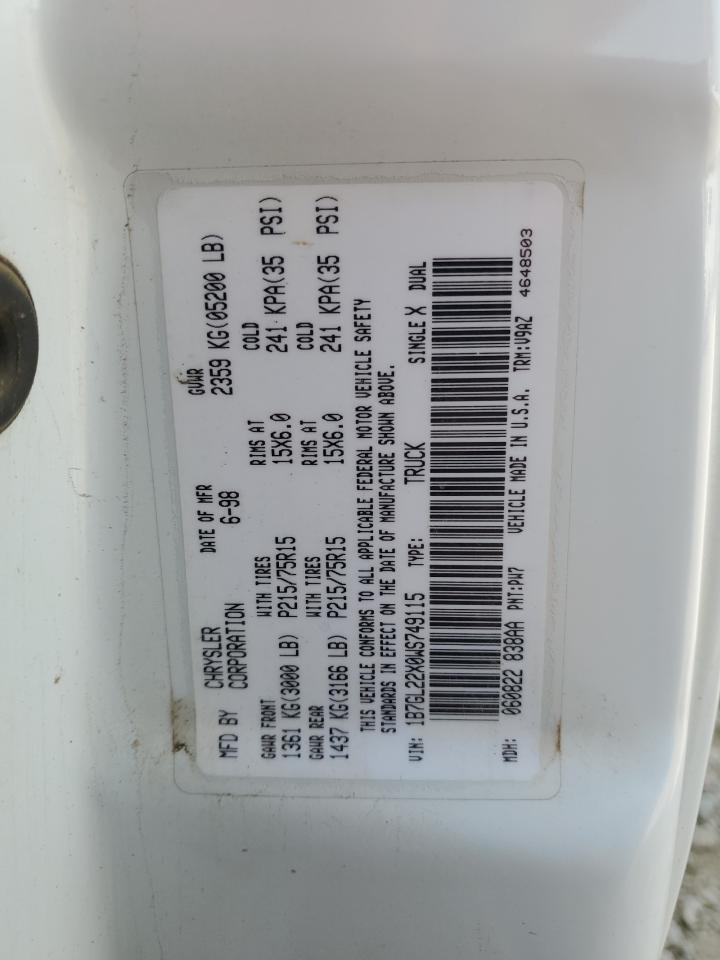 MFD BY CHRYSLER CORPORATION DATE OF MFR 6-98 GVWR 2359 KG(05200 LB)
GAWR FRONT WITH TIRES RIMS AT COLD
1361 KG(3000 LB) P215/75R15 15X6.0 241 KPA(35 PSI)
GAWR REAR WITH TIRES RIMS AT COLD
1437 KG(3166 LB) P215/75R15 15X6.0 241 KPA(35 PSI)
THIS VEHICLE CONFORMS TO ALL APPLICABLE FEDERAL MOTOR VEHICLE SAFETY
STANDARDS IN EFFECT ON THE DATE OF MANUFACTURE SHOWN ABOVE.
VIN: 1B7GL22X0WS749115 TYPE: TRUCK SINGLE X DUAL
MDH: 060822 838AA PNT:PW7 VEHICLE MADE IN U.S.A. TRM:V9AZ 4648503